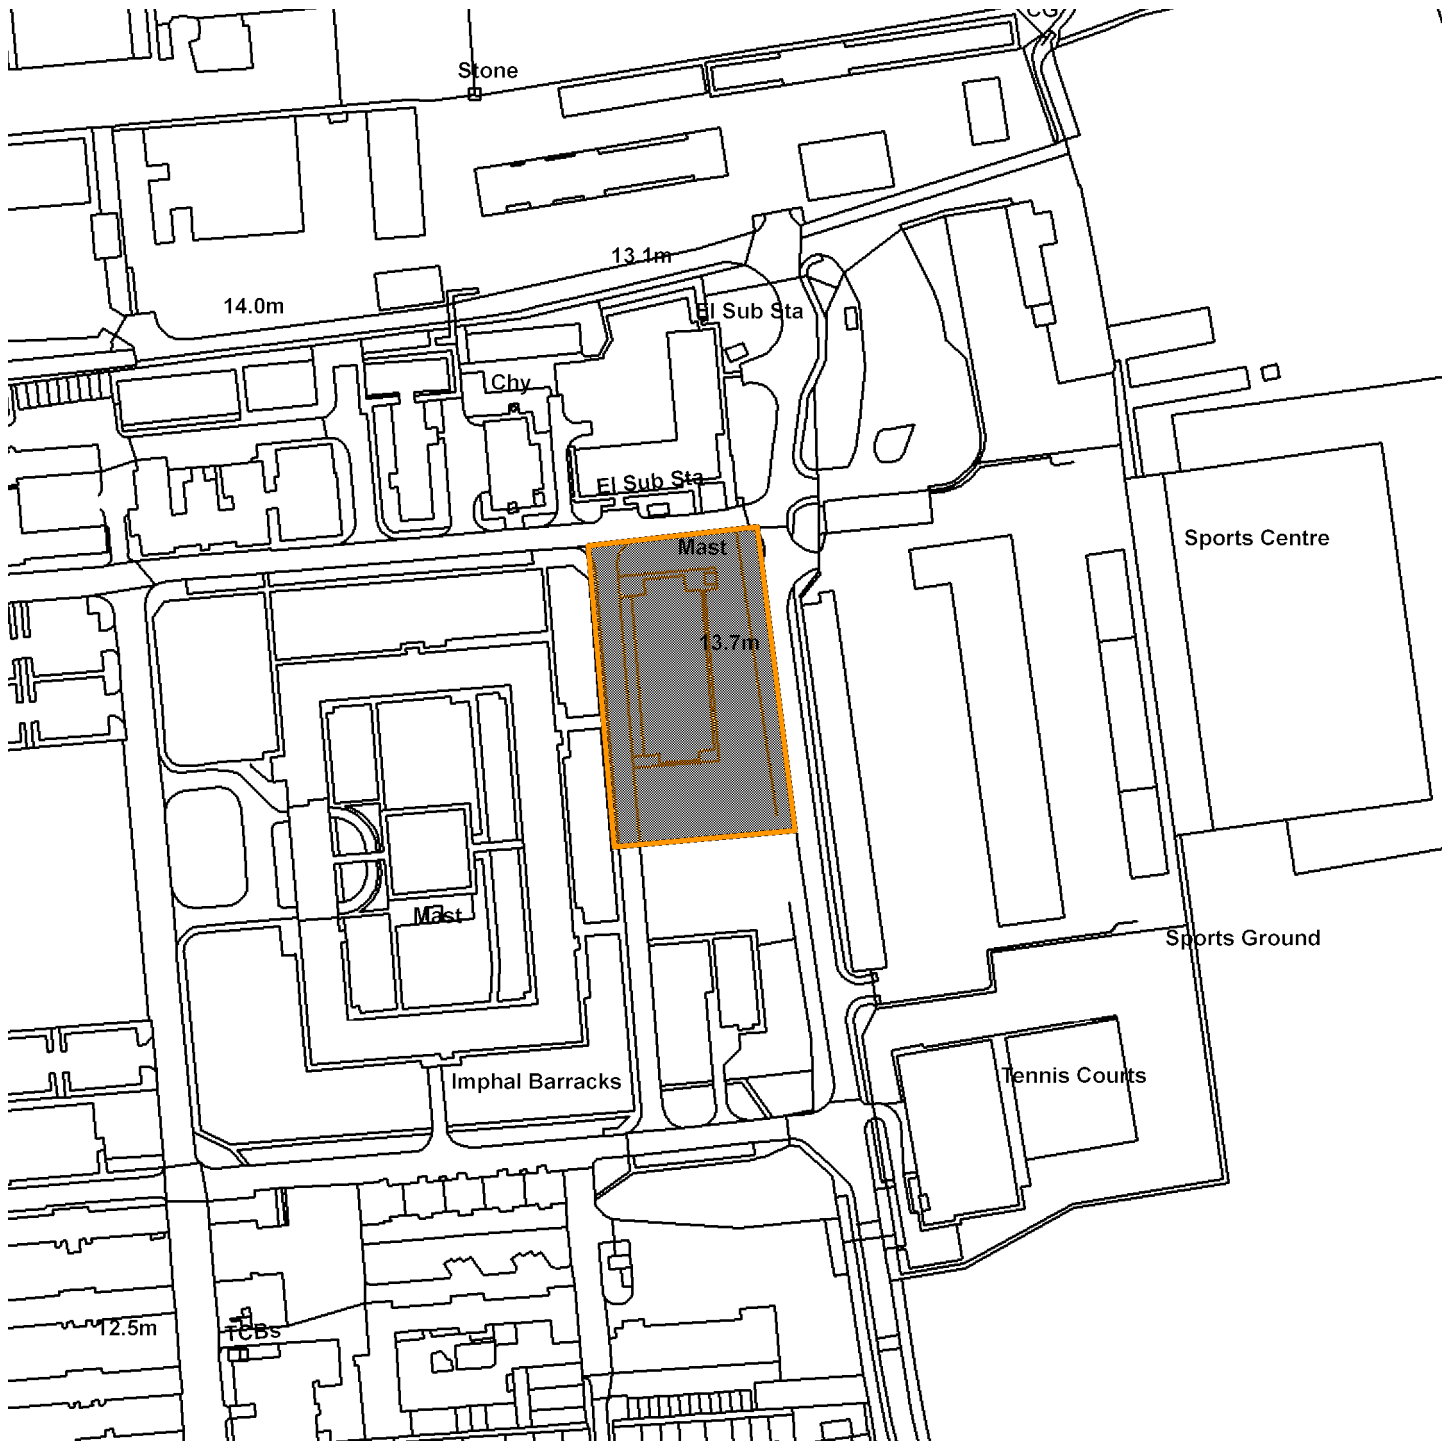 CG
Stone
13.1m
14.0m
El Sub Sta
Chy
El Sub Sta
Sports Centre
Mast
13.7m
Mast
Sports Ground
Tennis Courts
Imphal Barracks
12.5m
TCBs